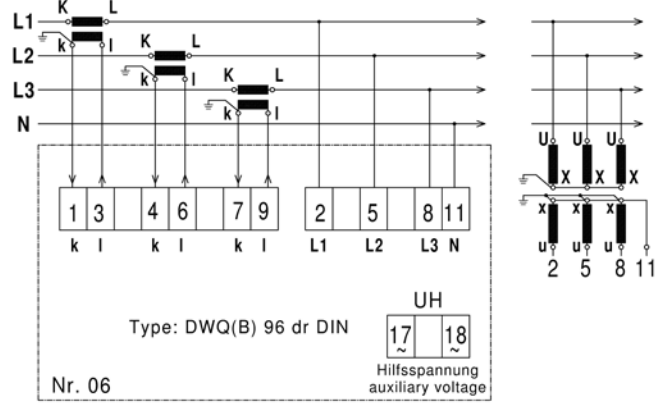 K L
L1
k l
K L
L2
k l
K L
L3
k l
N
U U U
X X X
x x x
u u u
2 5 8 11
1 3 4 6 7 9 2 5 8 11
k l k l k l L1 L2 L3 N
UH
17 18
~ ~
Type: DWQ(B) 96 dr DIN
Hilfsspannung
auxiliary voltage
Nr. 06